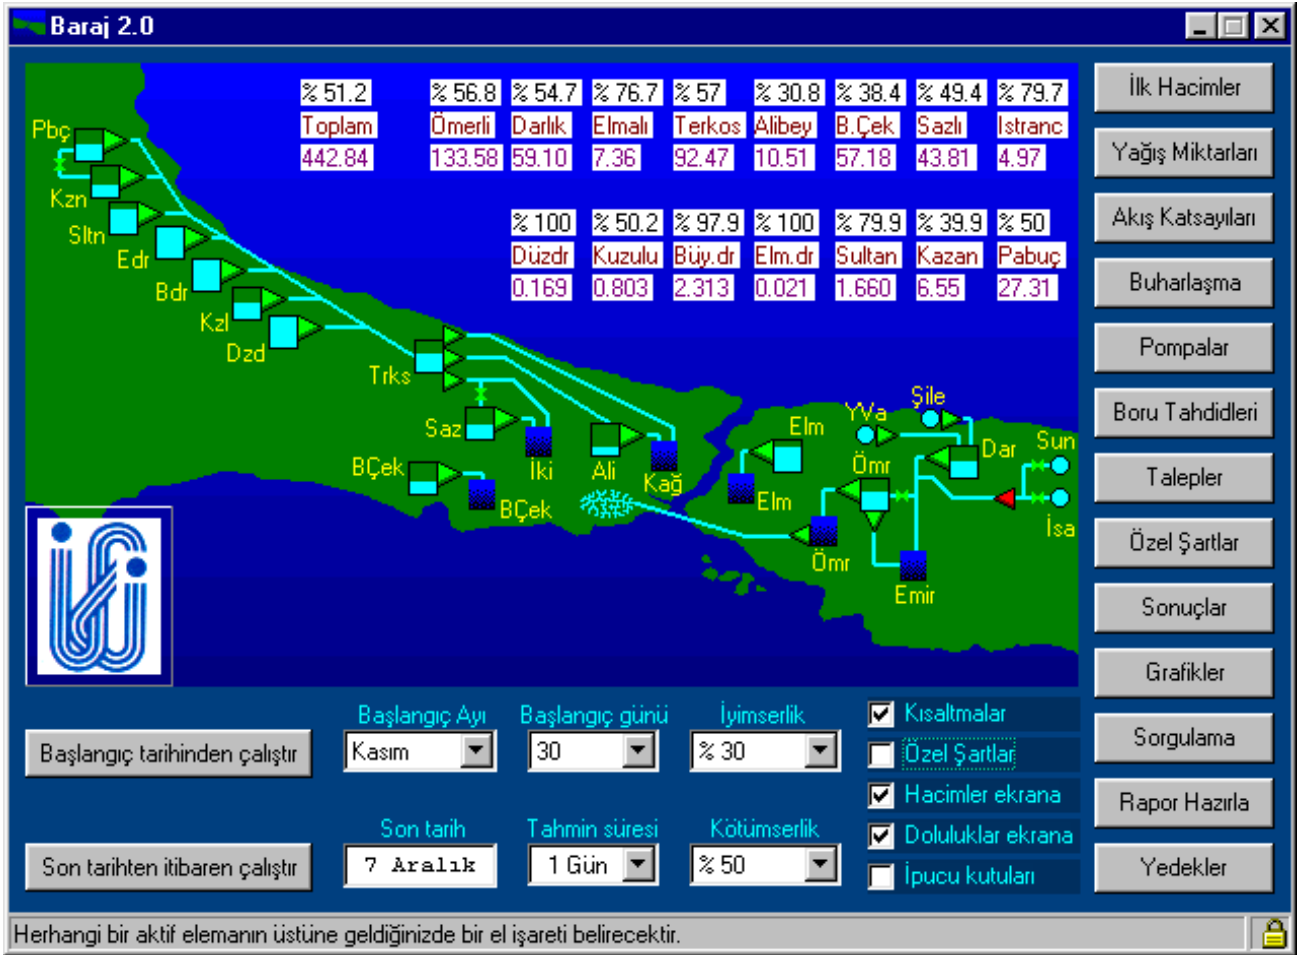 Baraj 2.0
% 51.2 % 56.8 % 54.7 % 76.7 % 57 % 30.8 % 38.4 % 49.4 % 79.7
Toplam Ömerli Darlık Elmalı Terkos Alibey B.Çek Sazlı Istranc
442.84 133.58 59.10 7.36 92.47 10.51 57.18 43.81 4.97
% 100 % 50.2 % 97.9 % 100 % 79.9 % 39.9 % 50
Düzdr Kuzulu Büy.dr Elm.dr Sultan Kazan Pabuç
0.169 0.803 2.313 0.021 1.660 6.55 27.31
Pbç
Kzn
Sltn
Edr
Bdr
Kzl
Dzd
Trks
Saz
İki
Ali
Kağ
BÇek
BÇek
Elm
Elm
YVa
Şile
Dar
Sun
Ömr
İsa
Ömr
Emir
İlk Hacimler
Yağış Miktarları
Akış Katsayıları
Buharlaşma
Pompalar
Boru Tahdidleri
Talepler
Özel Şartlar
Sonuçlar
Grafikler
Sorgulama
Rapor Hazırla
Yedekler
Başlangıç Ayı Başlangıç günü İyimserlik
Başlangıç tarihinden çalıştır Kasım 30 % 30
Son tarih Tahmin süresi Kötümserlik
Son tarihten itibaren çalıştır 7 Aralık 1 Gün % 50
Kısaltmalar
Özel Şartlar
Hacimler ekrana
Doluluklar ekrana
İpucu kutuları
Herhangi bir aktif elemanın üstüne geldiğinizde bir el işareti belirecektir.